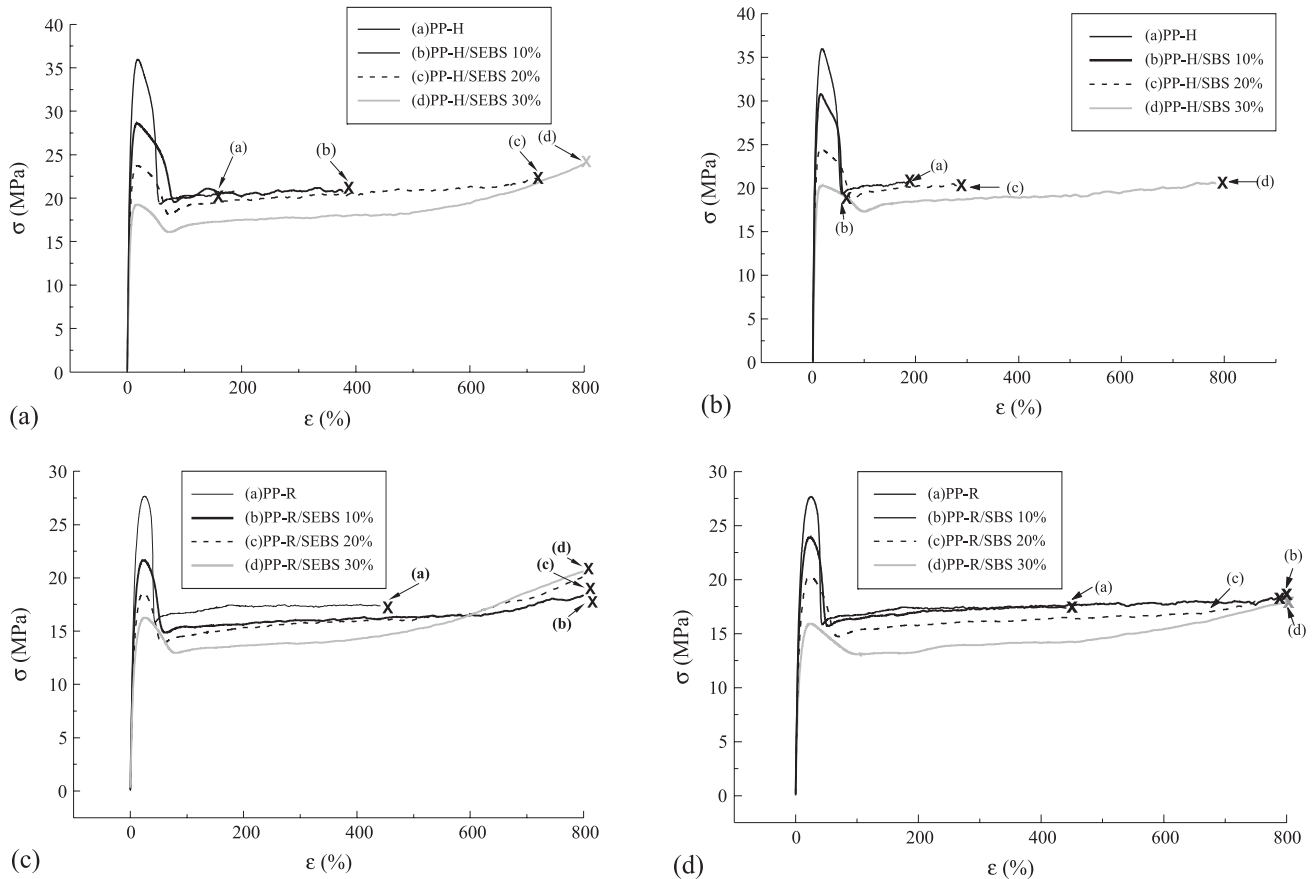 40
35
30
25
20
15
10
5
0
σ (MPa)
(a)PP-H
(b)PP-H/SEBS 10%
(c)PP-H/SEBS 20%
(d)PP-H/SEBS 30%
(a)
(b)
(c)
(d)
X
X
X
X
0
200
400
600
800
ε (%)
(a)
40
35
30
25
20
15
10
5
0
σ (MPa)
(a)PP-H
(b)PP-H/SBS 10%
(c)PP-H/SBS 20%
(d)PP-H/SBS 30%
(a)
(b)
(c)
(d)
X
X
X
X
0
200
400
600
800
ε (%)
(b)
30
25
20
15
10
5
0
σ (MPa)
(a)PP-R
(b)PP-R/SEBS 10%
(c)PP-R/SEBS 20%
(d)PP-R/SEBS 30%
(a)
(d)
(c)
(b)
X
X
X
X
0
200
400
600
800
ε (%)
(c)
30
25
20
15
10
5
0
σ (MPa)
(a)PP-R
(b)PP-R/SBS 10%
(c)PP-R/SBS 20%
(d)PP-R/SBS 30%
(a)
(c)
(b)
(d)
X
X
X
X
0
200
400
600
800
ε (%)
(d)